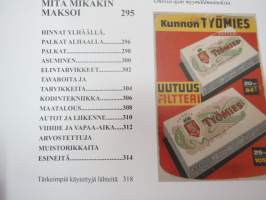 MITÄ MIKÄKIN
MAKSOI 295
HINNAT YLHÄÄLLÄ,
PALKAT ALHAALLA 296
PALKAT 290
ASUMINEN 300
ELINTARVIKKEET 302
TAVAROITA JA
TARVIKKEITA 304
KODINTEKNIIKKA 306
MAATALOUS 308
AUTOT JA LIIKENNE 310
VIIHDE JA VAPAA-AIKA 312
ARVOSTETTUJA
MUISTORIKKAITA
ESINEITÄ 314
Tärkeimpiä käytettyjä lähteitä 318
Kunnon TYÖMIES
TYÖMIES
UUTUUS
FILTTERI
TYÖMIES